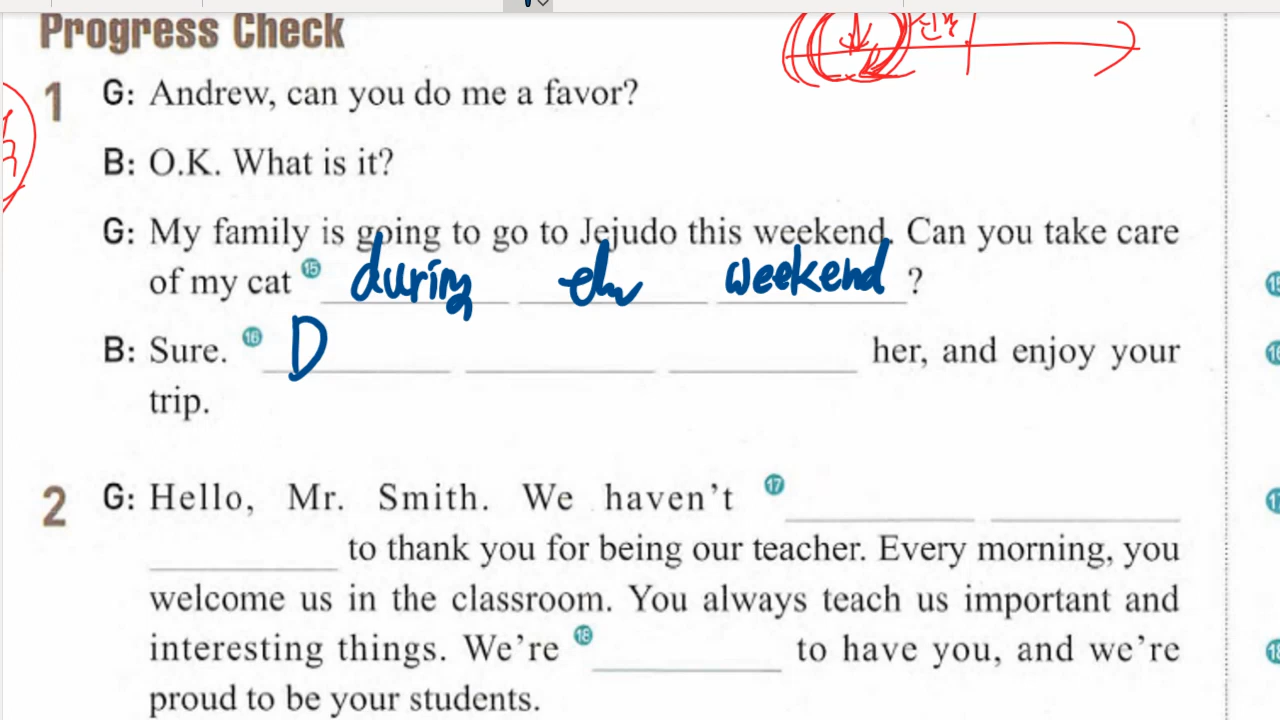 Progress Check
1 G: Andrew, can you do me a favor?
B: O.K. What is it?
G: My family is going to go to Jejudo this weekend. Can you take care
of my cat 15 during weekend ?
B: Sure. 16 D her, and enjoy your
trip.
2 G: Hello, Mr. Smith. We haven't 17
to thank you for being our teacher. Every morning, you
welcome us in the classroom. You always teach us important and
interesting things. We're 18 to have you, and we're
proud to be your students.